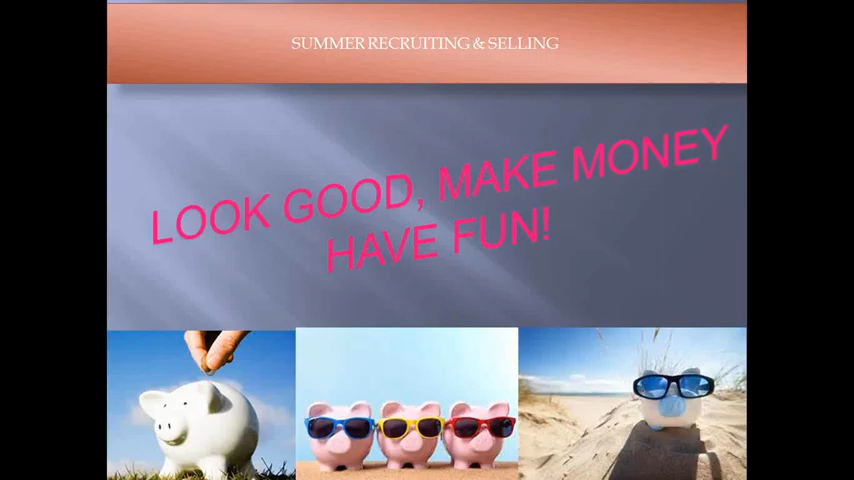 SUMMER RECRUITING & SELLING
LOOK GOOD, MAKE MONEY
HAVE FUN!